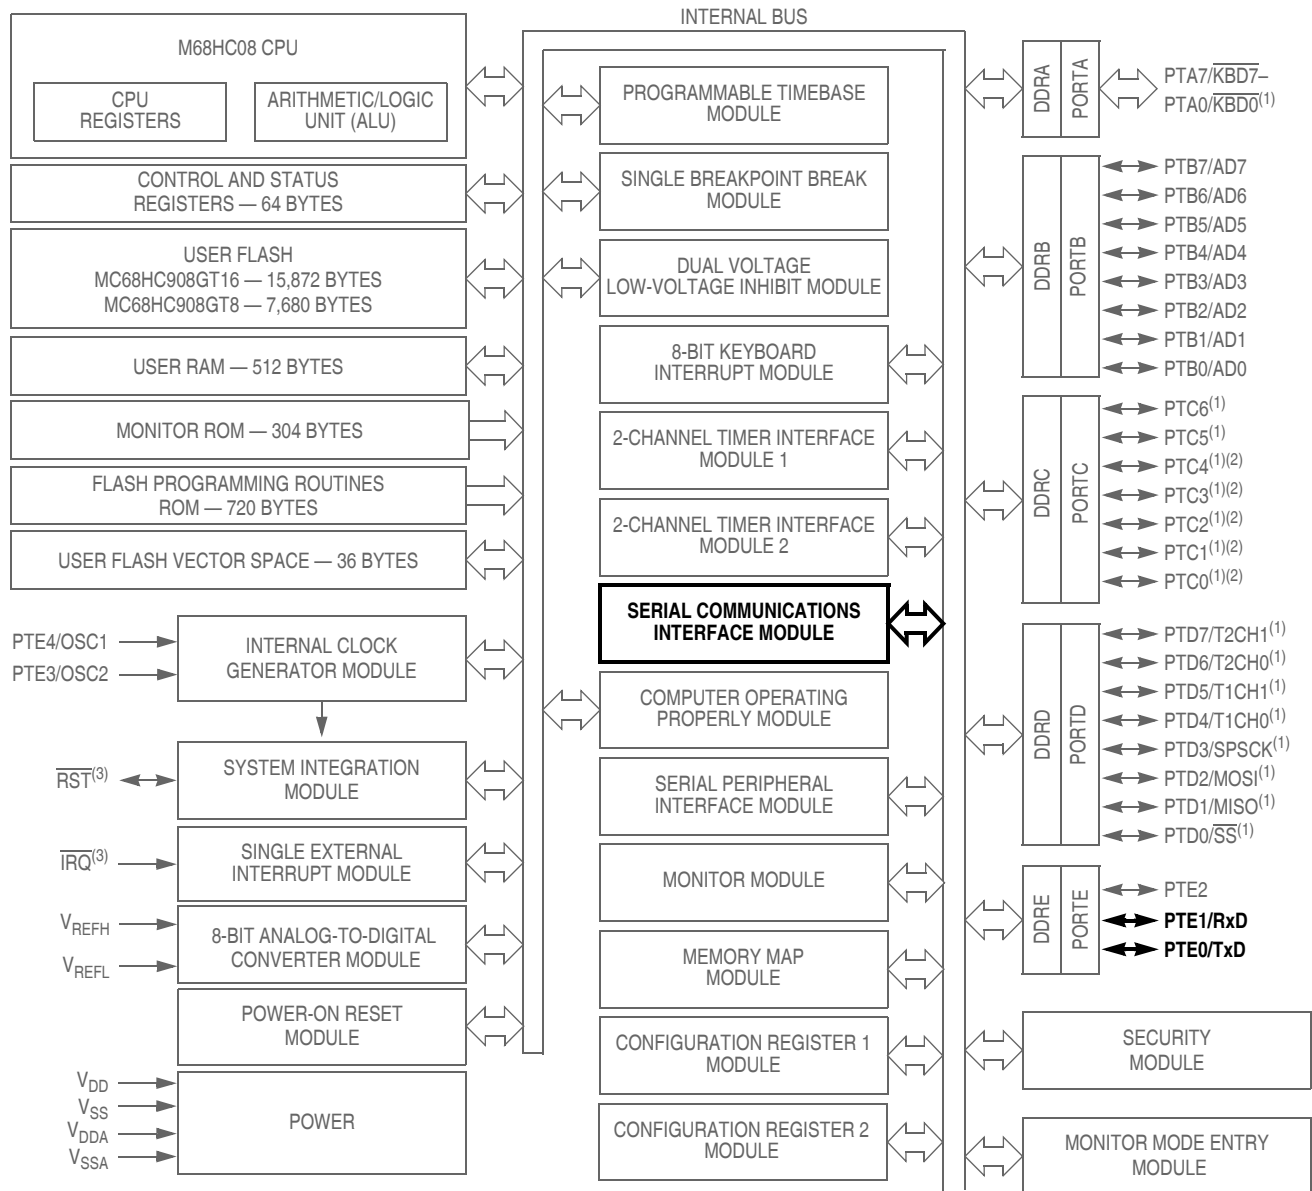 INTERNAL BUS
M68HC08 CPU
CPU
REGISTERS
ARITHMETIC/LOGIC
UNIT (ALU)
CONTROL AND STATUS
REGISTERS — 64 BYTES
USER FLASH
MC68HC908GT16 — 15,872 BYTES
MC68HC908GT8 — 7,680 BYTES
USER RAM — 512 BYTES
MONITOR ROM — 304 BYTES
FLASH PROGRAMMING ROUTINES
ROM — 720 BYTES
USER FLASH VECTOR SPACE — 36 BYTES
PTE4/OSC1
PTE3/OSC2
INTERNAL CLOCK
GENERATOR MODULE
RST(3)
SYSTEM INTEGRATION
MODULE
IRQ(3)
SINGLE EXTERNAL
INTERRUPT MODULE
VREFH
VREFL
8-BIT ANALOG-TO-DIGITAL
CONVERTER MODULE
POWER-ON RESET
MODULE
VDD
VSS
VDDA
VSSA
POWER
PROGRAMMABLE TIMEBASE
MODULE
SINGLE BREAKPOINT BREAK
MODULE
DUAL VOLTAGE
LOW-VOLTAGE INHIBIT MODULE
8-BIT KEYBOARD
INTERRUPT MODULE
2-CHANNEL TIMER INTERFACE
MODULE 1
2-CHANNEL TIMER INTERFACE
MODULE 2
SERIAL COMMUNICATIONS
INTERFACE MODULE
COMPUTER OPERATING
PROPERLY MODULE
SERIAL PERIPHERAL
INTERFACE MODULE
MONITOR MODULE
MEMORY MAP
MODULE
CONFIGURATION REGISTER 1
MODULE
CONFIGURATION REGISTER 2
MODULE
DDRA
PORTA
PTA7/KBD7–
PTA0/KBD0(1)
DDRB
PORTB
PTB7/AD7
PTB6/AD6
PTB5/AD5
PTB4/AD4
PTB3/AD3
PTB2/AD2
PTB1/AD1
PTB0/AD0
DDRC
PORTC
PTC6(1)
PTC5(1)
PTC4(1)(2)
PTC3(1)(2)
PTC2(1)(2)
PTC1(1)(2)
PTC0(1)(2)
DDRD
PORTD
PTD7/T2CH1(1)
PTD6/T2CH0(1)
PTD5/T1CH1(1)
PTD4/T1CH0(1)
PTD3/SPSCK(1)
PTD2/MOSI(1)
PTD1/MISO(1)
PTD0/SS(1)
DDRE
PORTE
PTE2
PTE1/RxD
PTE0/TxD
SECURITY
MODULE
MONITOR MODE ENTRY
MODULE